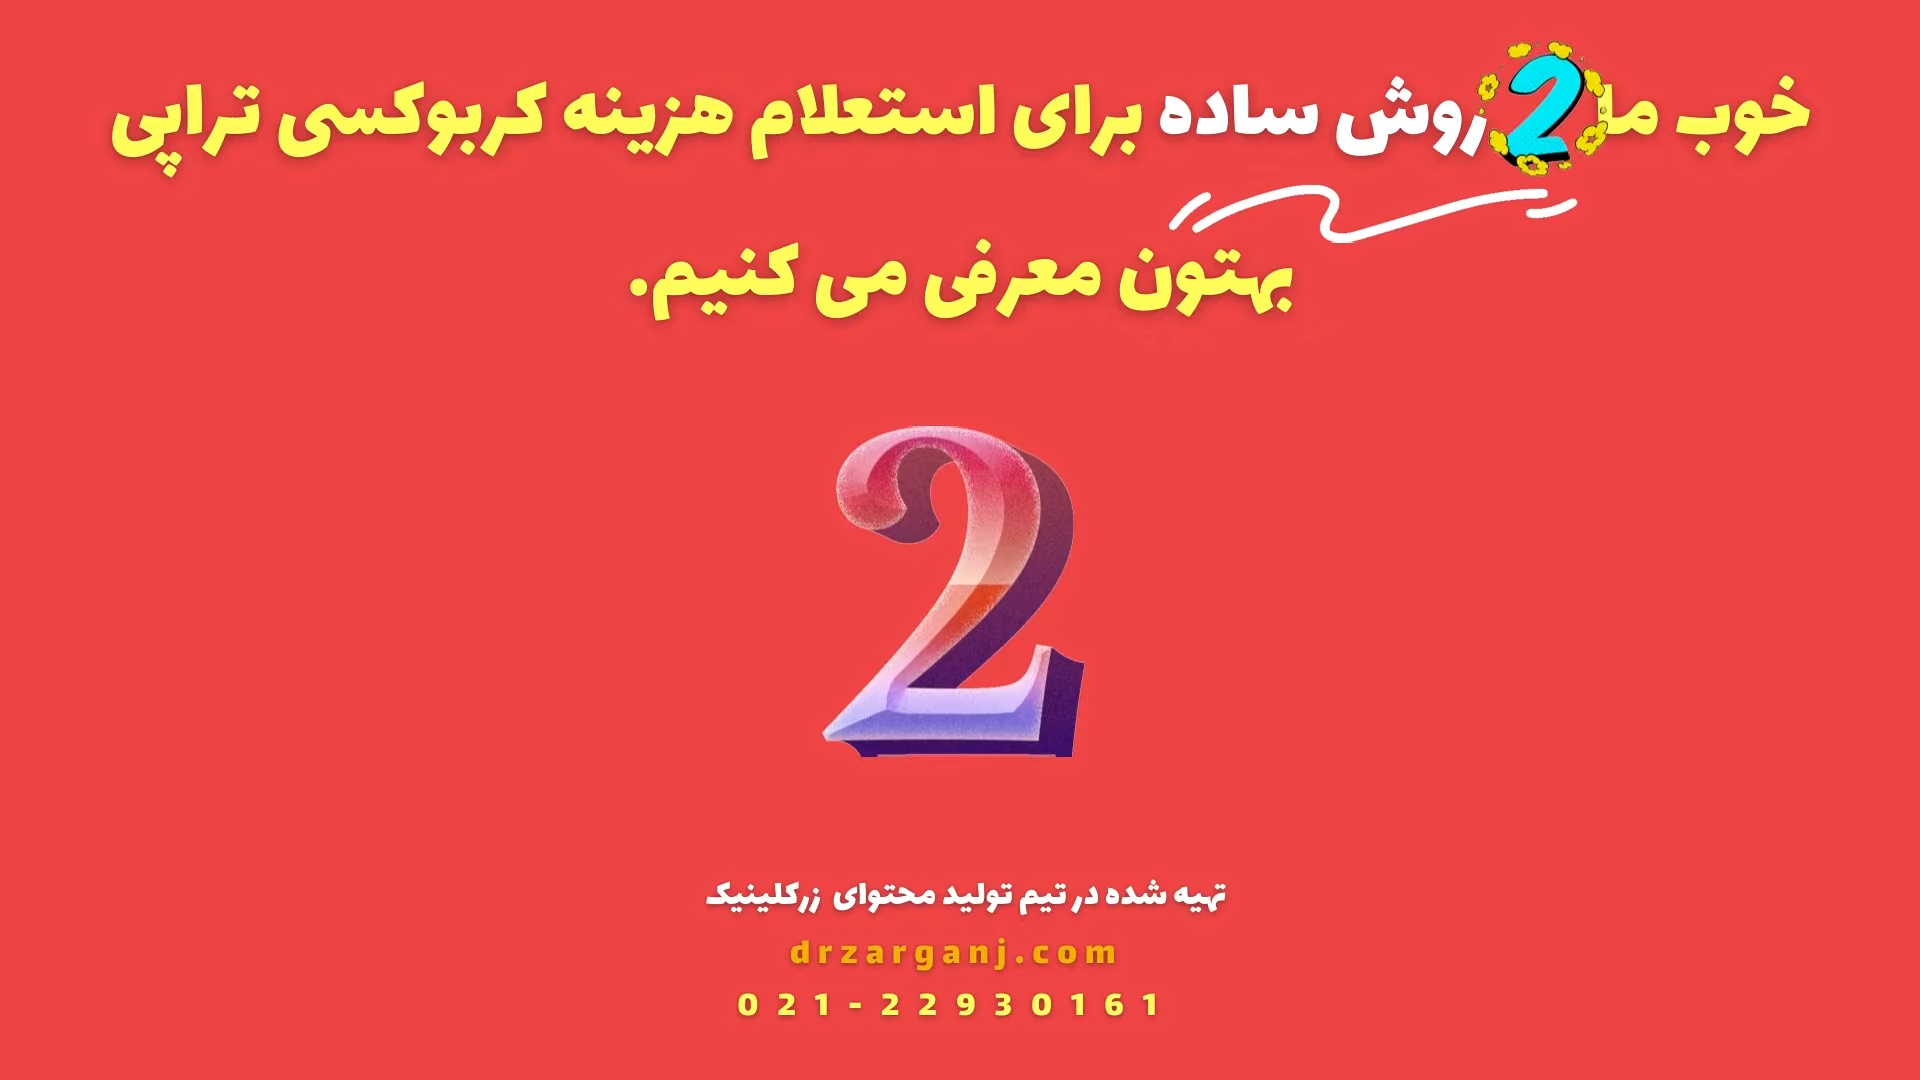 خوب ما 2 روش ساده برای استعلام هزینه کربوکسی تراپی
بهتون معرفی می کنیم.
2
تهیه شده در تیم تولید محتوای زرکلینیک
drzarganj.com
021-22930161